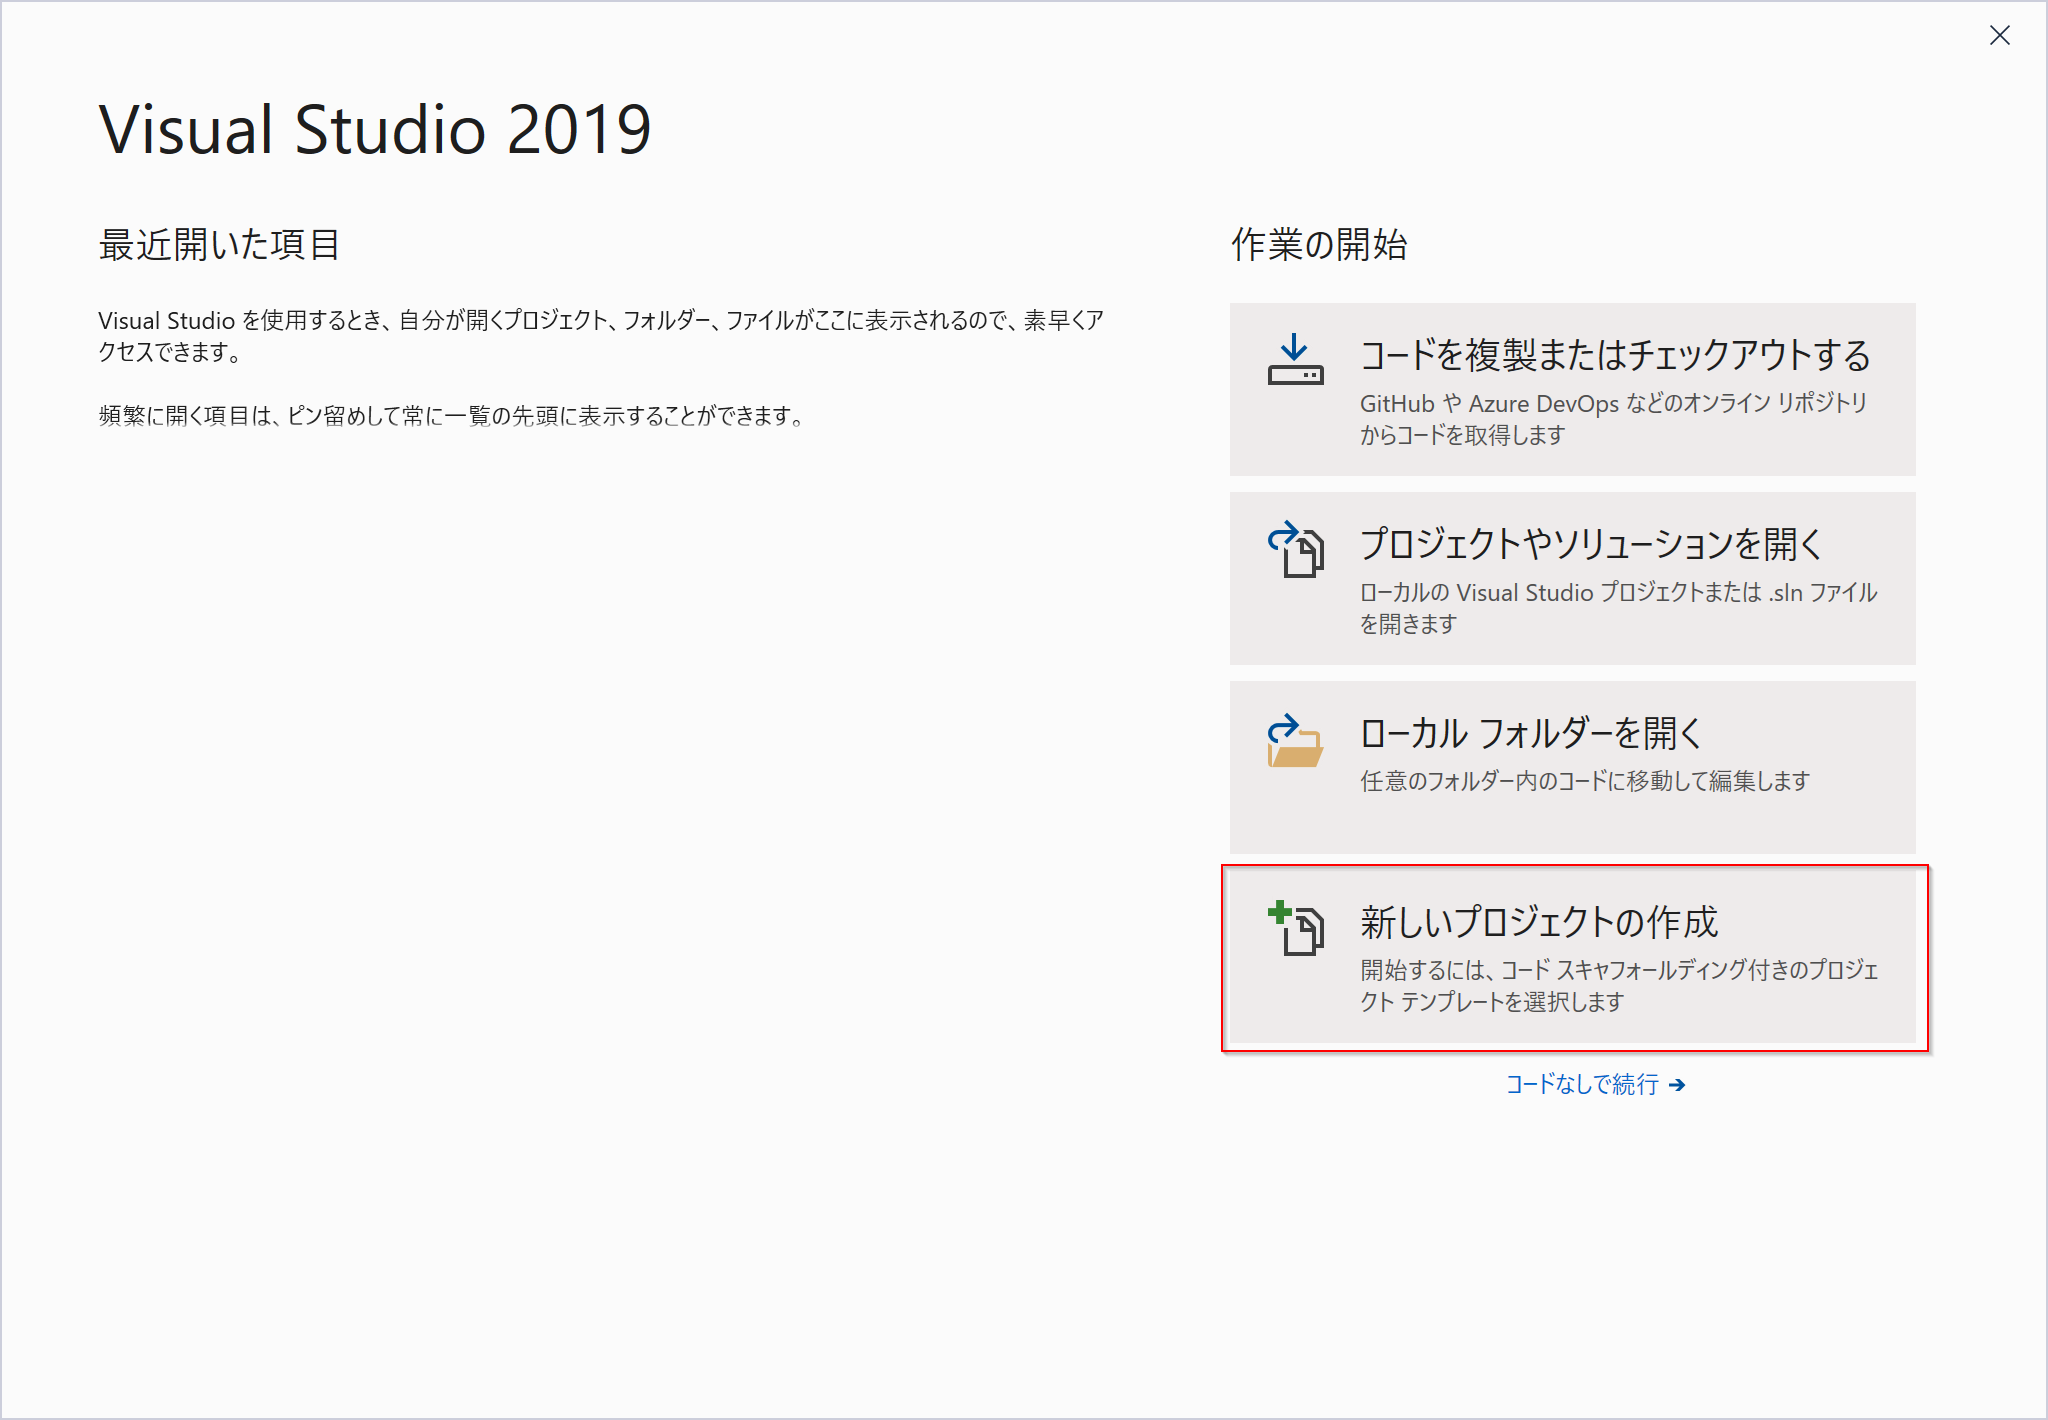 Visual Studio 2019
最近開いた項目
Visual Studio を使用するとき、自分が開くプロジェクト、フォルダー、ファイルがここに表示されるので、素早くア
クセスできます。
頻繁に開く項目は、ピン留めして常に一覧の先頭に表示することができます。
作業の開始
コードを複製またはチェックアウトする
GitHub や Azure DevOps などのオンライン リポジトリ
からコードを取得します
プロジェクトやソリューションを開く
ローカルの Visual Studio プロジェクトまたは .sln ファイル
を開きます
ローカル フォルダーを開く
任意のフォルダー内のコードに移動して編集します
新しいプロジェクトの作成
開始するには、コード スキャフォールディング付きのプロジェ
クト テンプレートを選択します
コードなしで続行 →